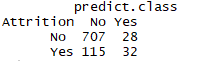 predict.class
Attrition No Yes
No 707 28
Yes 115 32